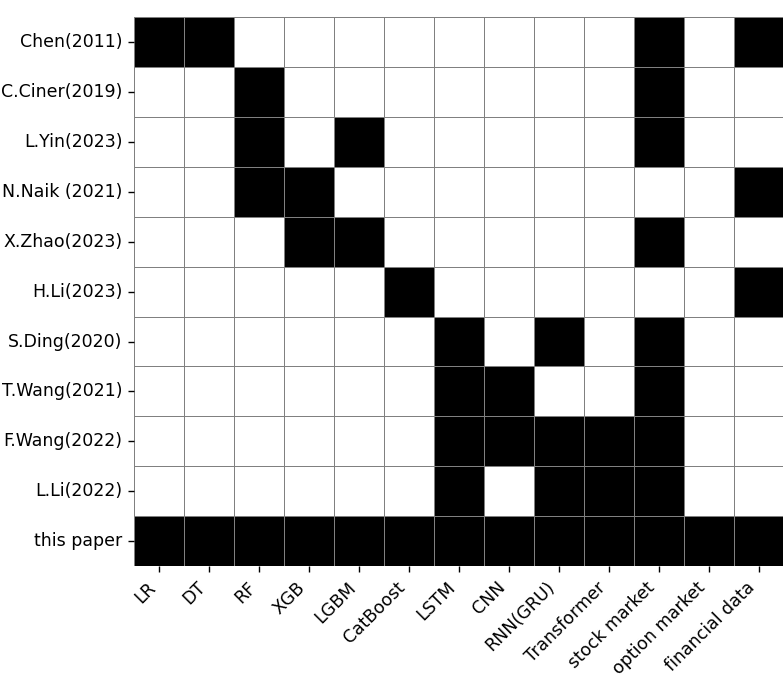 Chen(2011)
C.Ciner(2019)
L.Yin(2023)
N.Naik (2021)
X.Zhao(2023)
H.Li(2023)
S.Ding(2020)
T.Wang(2021)
F.Wang(2022)
L.Li(2022)
this paper
LR
DT
RF
XGB
LGBM
CatBoost
LSTM
CNN
RNN(GRU)
Transformer
stock market
option market
financial data